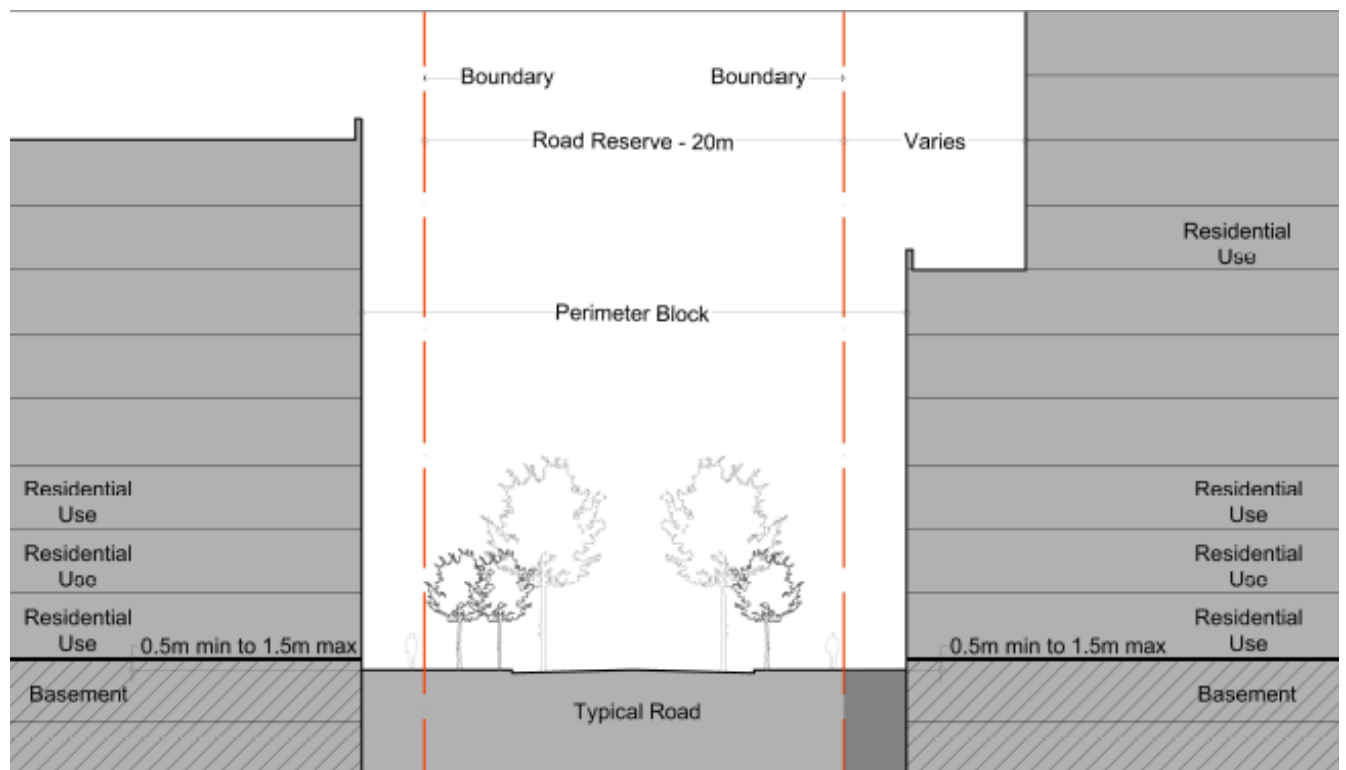 Boundary
Boundary
Road Reserve - 20m
Varies
Residential
Use
Perimeter Block
Residential
Use
Residential
Use
Residential
Use
Residential
Use
Residential
Use
0.5m min to 1.5m max
0.5m min to 1.5m max
Residential
Use
Basement
Basement
Typical Road